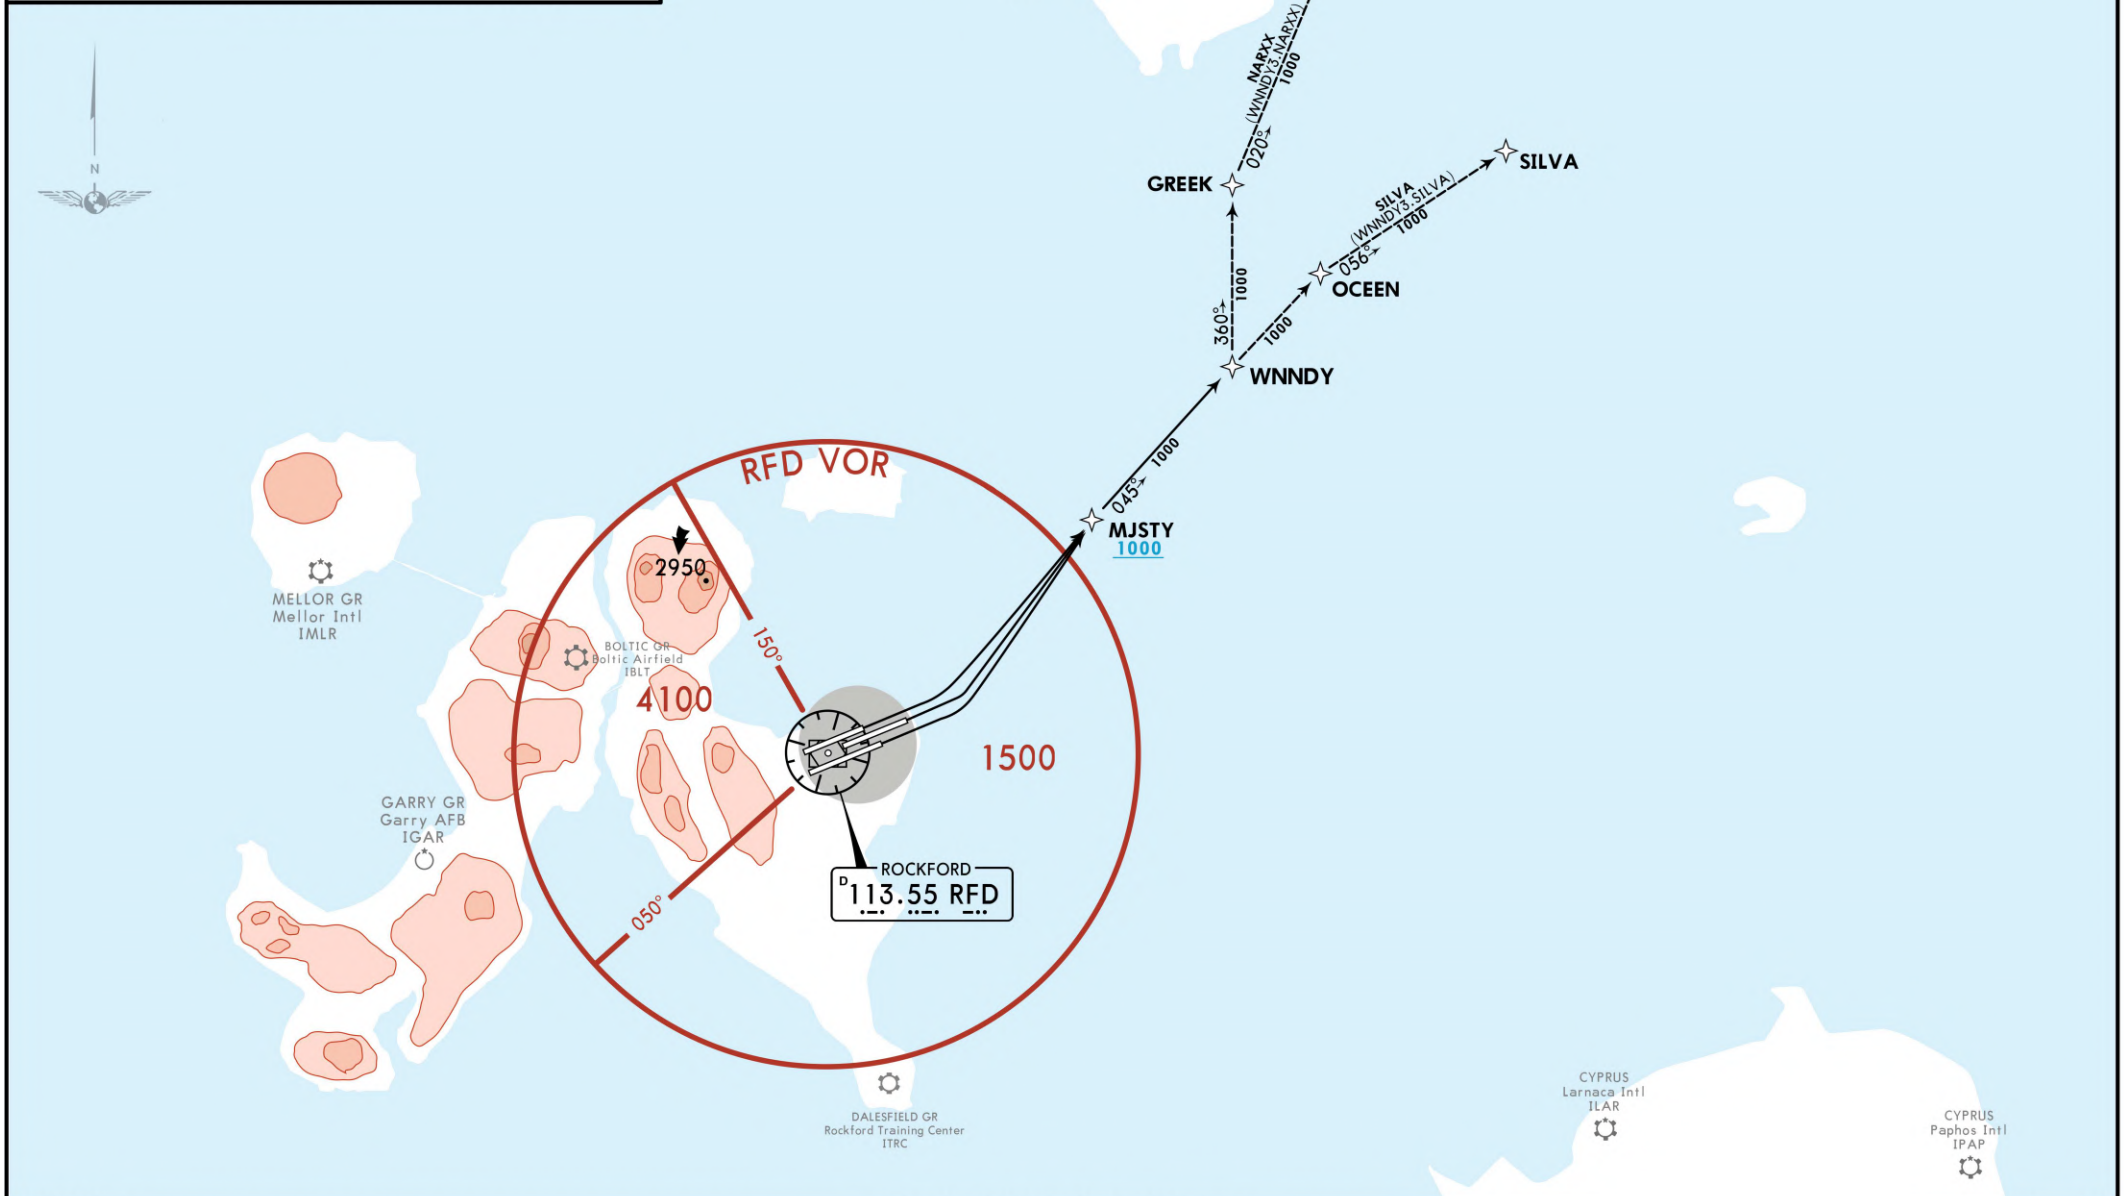 N
NARXX
(WNNDY3.NARXX)
1000
020°
GREEK
SILVA
SILVA
(WNNDY3.SILVA)
1000
056°
OCEEN
360°
1000
1000
WNNDY
045°
1000
MJSTY
1000
RFD VOR
2950
150°
MELLOR GR
Mellor Intl
IMLR
BOLTIC GR
Boltic Airfield
IBLT
4100
1500
GARRY GR
Garry AFB
IGAR
050°
ROCKFORD
D 113.55 RFD
DALESFIELD GR
Rockford Training Center
ITRC
CYPRUS
Larnaca Intl
ILAR
CYPRUS
Paphos Intl
IPAP